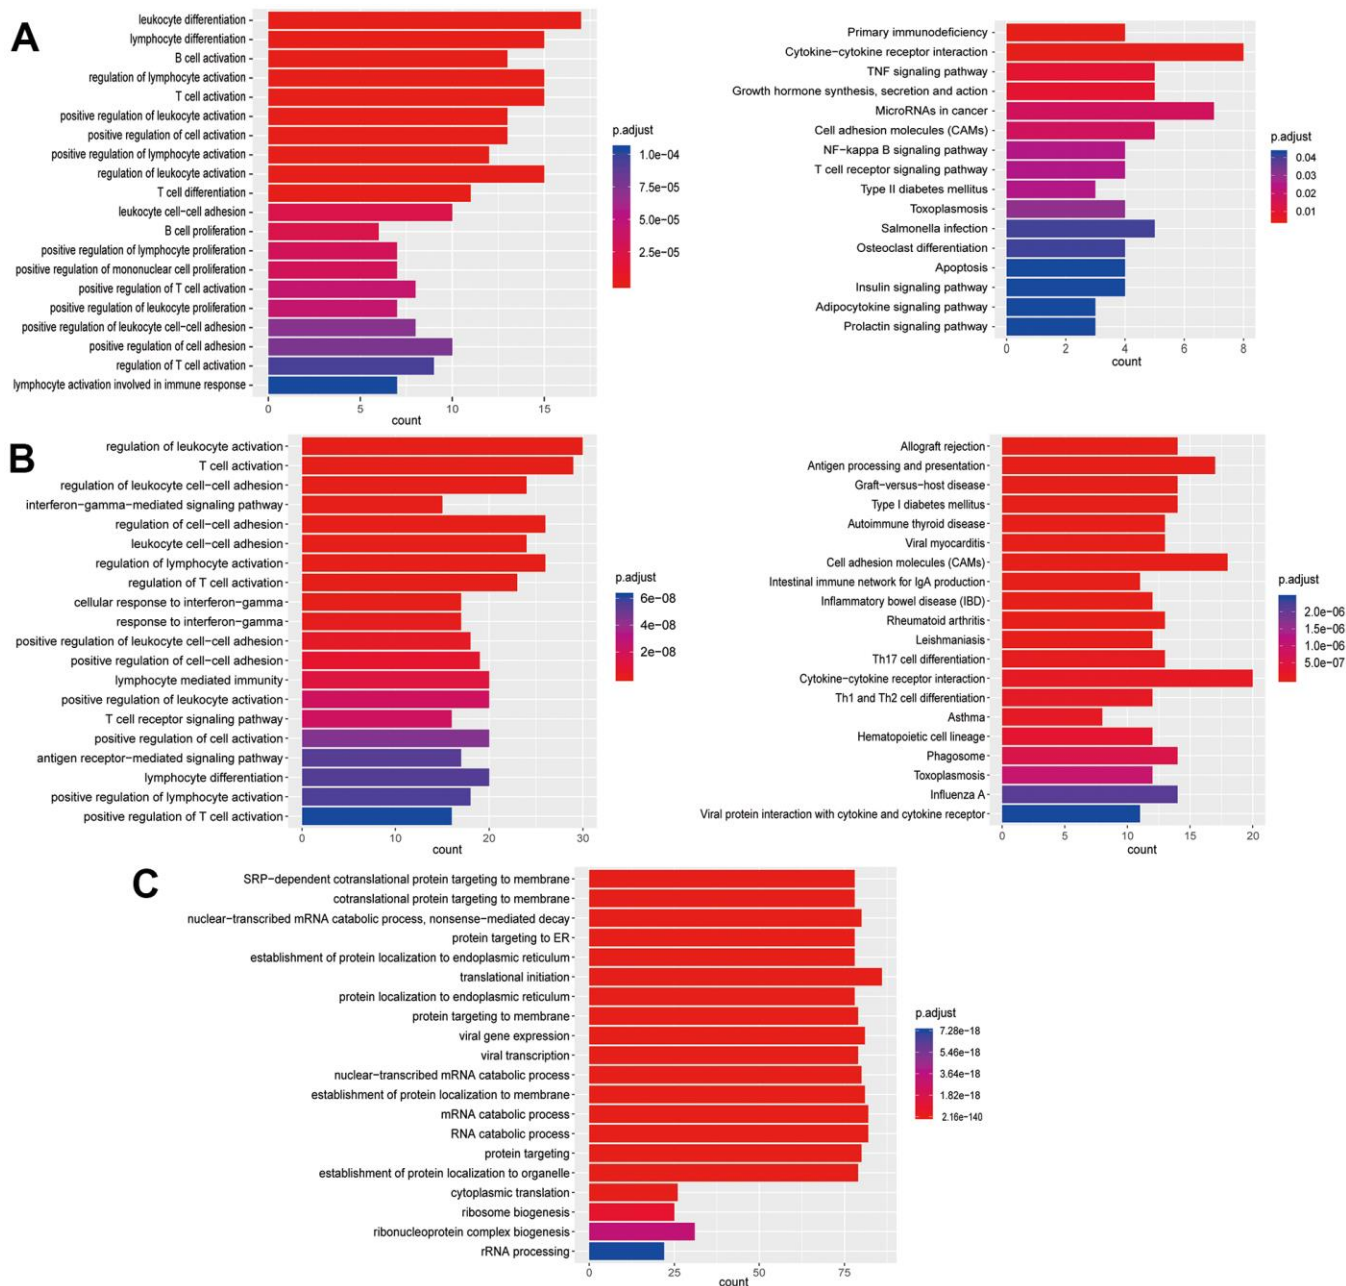 A
leukocyte differentiation
lymphocyte differentiation
B cell activation
regulation of lymphocyte activation
T cell activation
positive regulation of leukocyte activation
positive regulation of cell activation
positive regulation of lymphocyte activation
regulation of leukocyte activation
T cell differentiation
leukocyte cell-cell adhesion
B cell proliferation
positive regulation of lymphocyte proliferation
positive regulation of mononuclear cell proliferation
positive regulation of T cell activation
positive regulation of leukocyte proliferation
positive regulation of leukocyte cell-cell adhesion
positive regulation of cell adhesion
regulation of T cell activation
lymphocyte activation involved in immune response
0 5 10 15
count
p.adjust
1.0e-04
7.5e-05
5.0e-05
2.5e-05
Primary immunodeficiency
Cytokine-cytokine receptor interaction
TNF signaling pathway
Growth hormone synthesis, secretion and action
MicroRNAs in cancer
Cell adhesion molecules (CAMs)
NF-kappa B signaling pathway
T cell receptor signaling pathway
Type II diabetes mellitus
Toxoplasmosis
Salmonella infection
Osteoclast differentiation
Apoptosis
Insulin signaling pathway
Adipocytokine signaling pathway
Prolactin signaling pathway
0 2 4 6 8
count
p.adjust
0.04
0.03
0.02
0.01
B
regulation of leukocyte activation
T cell activation
regulation of leukocyte cell-cell adhesion
interferon-gamma-mediated signaling pathway
regulation of cell-cell adhesion
leukocyte cell-cell adhesion
regulation of lymphocyte activation
regulation of T cell activation
cellular response to interferon-gamma
response to interferon-gamma
positive regulation of leukocyte cell-cell adhesion
positive regulation of cell-cell adhesion
lymphocyte mediated immunity
positive regulation of leukocyte activation
T cell receptor signaling pathway
positive regulation of cell activation
antigen receptor-mediated signaling pathway
lymphocyte differentiation
positive regulation of lymphocyte activation
positive regulation of T cell activation
0 10 20 30
count
p.adjust
6e-08
4e-08
2e-08
Allograft rejection
Antigen processing and presentation
Graft-versus-host disease
Type I diabetes mellitus
Autoimmune thyroid disease
Viral myocarditis
Cell adhesion molecules (CAMs)
Intestinal immune network for IgA production
Inflammatory bowel disease (IBD)
Rheumatoid arthritis
Leishmaniasis
Th17 cell differentiation
Cytokine-cytokine receptor interaction
Th1 and Th2 cell differentiation
Asthma
Hematopoietic cell lineage
Phagosome
Toxoplasmosis
Influenza A
Viral protein interaction with cytokine and cytokine receptor
0 5 10 15 20
count
p.adjust
2.0e-06
1.5e-06
1.0e-06
5.0e-07
C
SRP-dependent cotranslational protein targeting to membrane
cotranslational protein targeting to membrane
nuclear-transcribed mRNA catabolic process, nonsense-mediated decay
protein targeting to ER
establishment of protein localization to endoplasmic reticulum
translational initiation
protein localization to endoplasmic reticulum
protein targeting to membrane
viral gene expression
viral transcription
nuclear-transcribed mRNA catabolic process
establishment of protein localization to membrane
mRNA catabolic process
RNA catabolic process
protein targeting
establishment of protein localization to organelle
cytoplasmic translation
ribosome biogenesis
ribonucleoprotein complex biogenesis
rRNA processing
0 25 50 75
count
p.adjust
7.28e-18
5.46e-18
3.64e-18
1.82e-18
2.16e-140